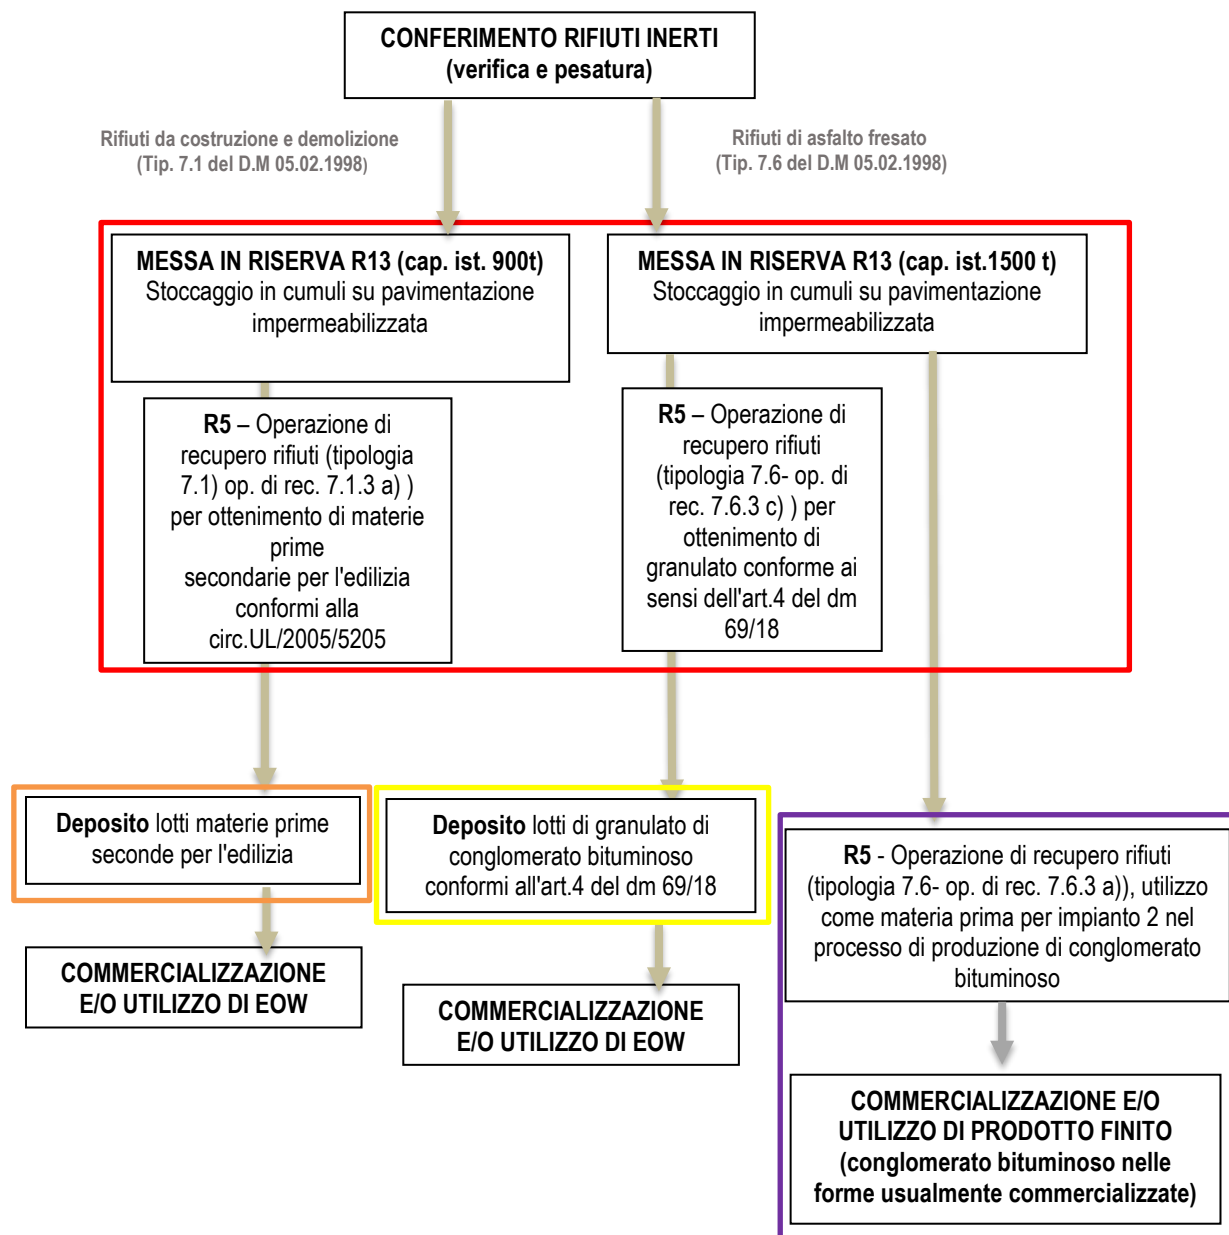 CONFERIMENTO RIFIUTI INERTI
(verifica e pesatura)
Rifiuti da costruzione e demolizione
(Tip. 7.1 del D.M 05.02.1998)
Rifiuti di asfalto fresato
(Tip. 7.6 del D.M 05.02.1998)
MESSA IN RISERVA R13 (cap. ist. 900t)
Stoccaggio in cumuli su pavimentazione
impermeabilizzata
MESSA IN RISERVA R13 (cap. ist.1500 t)
Stoccaggio in cumuli su pavimentazione
impermeabilizzata
R5 – Operazione di
recupero rifiuti (tipologia
7.1) op. di rec. 7.1.3 a) )
per ottenimento di materie
prime
secondarie per l'edilizia
conformi alla
circ.UL/2005/5205
R5 – Operazione di
recupero rifiuti
(tipologia 7.6- op. di
rec. 7.6.3 c) ) per
ottenimento di
granulato conforme ai
sensi dell'art.4 del dm
69/18
Deposito lotti materie prime
seconde per l'edilizia
Deposito lotti di granulato di
conglomerato bituminoso
conformi all'art.4 del dm 69/18
R5 - Operazione di recupero rifiuti
(tipologia 7.6- op. di rec. 7.6.3 a)), utilizzo
come materia prima per impianto 2 nel
processo di produzione di conglomerato
bituminoso
COMMERCIALIZZAZIONE
E/O UTILIZZO DI EOW
COMMERCIALIZZAZIONE
E/O UTILIZZO DI EOW
COMMERCIALIZZAZIONE E/O
UTILIZZO DI PRODOTTO FINITO
(conglomerato bituminoso nelle
forme usualmente commercializzate)